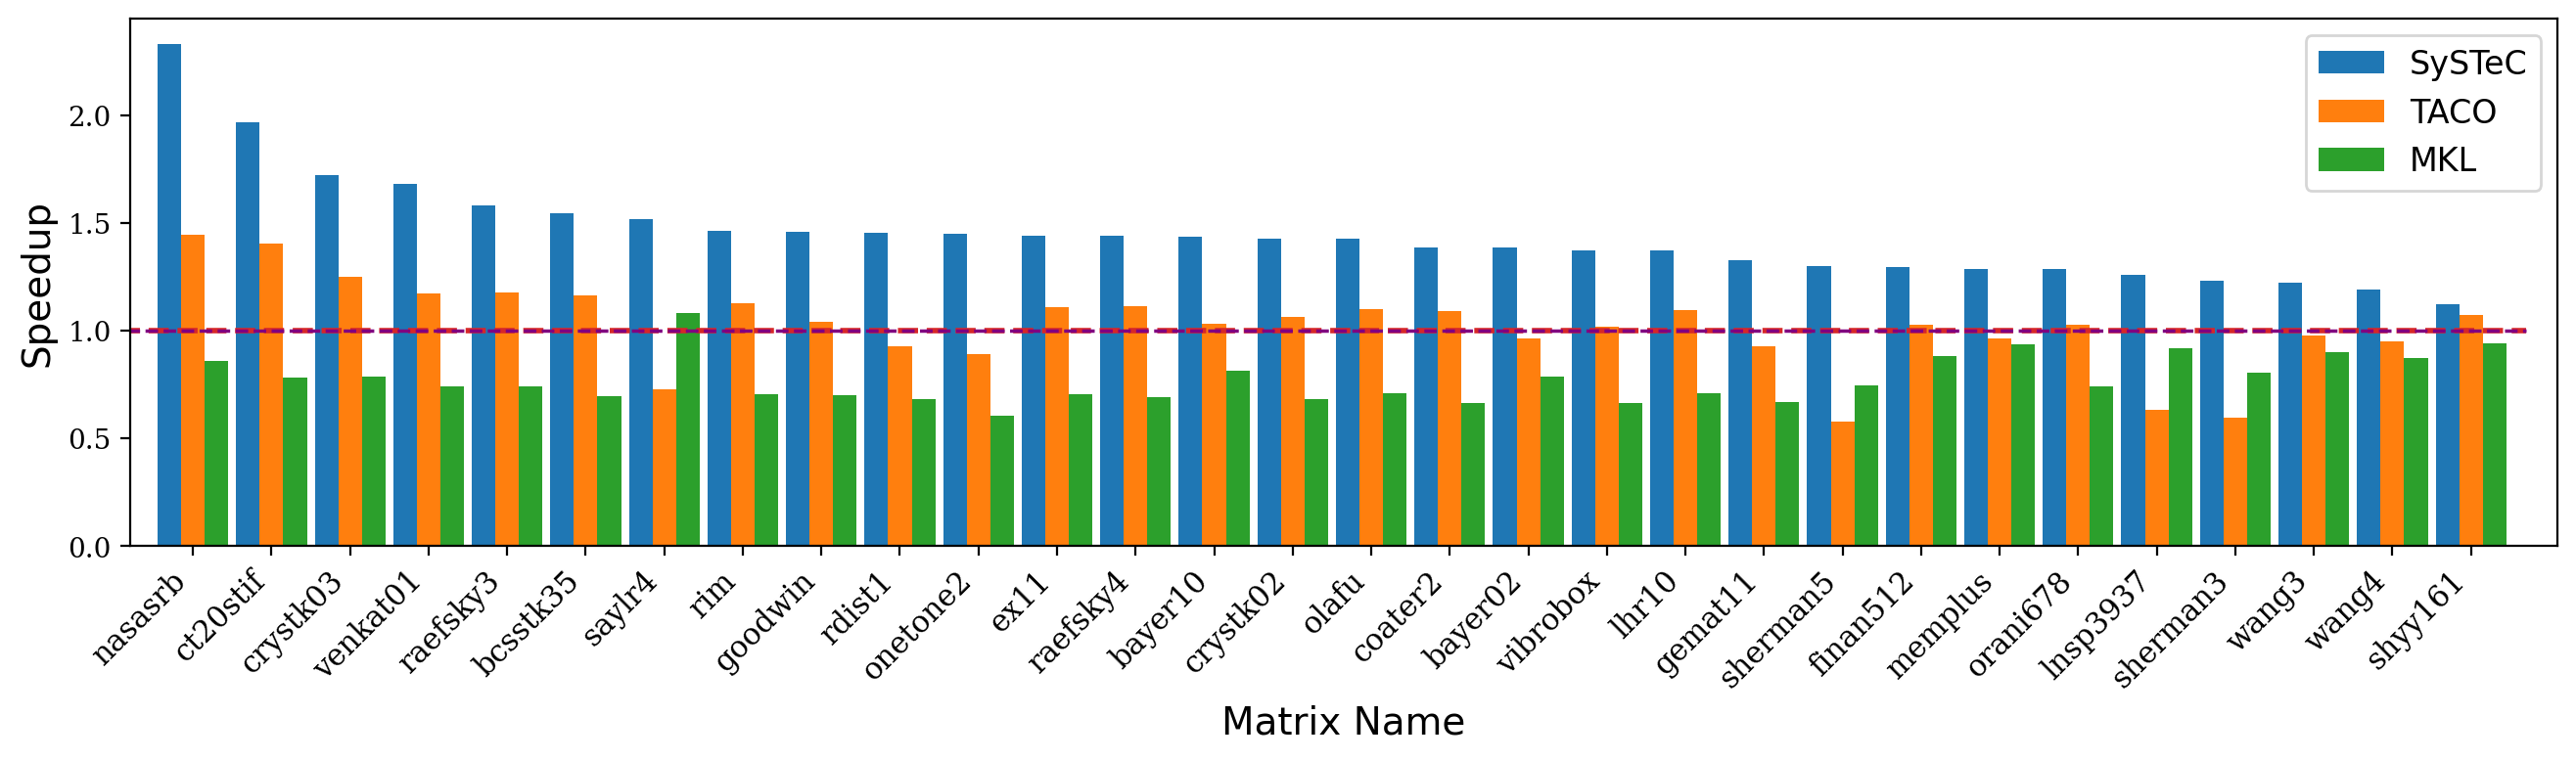 SySTeC
TACO
MKL
Speedup
2.0
1.5
1.0
0.5
0.0
nasasrb
ct20stif
crystk03
venkat01
raefsky3
bcsstk35
saylr4
rim
goodwin
rdist1
onetone2
ex11
raefsky4
bayer10
crystk02
olafu
coater2
bayer02
vibrobox
lhr10
gemat11
sherman5
finan512
memplus
orani678
lnsp3937
sherman3
wang3
wang4
shyy161
Matrix Name